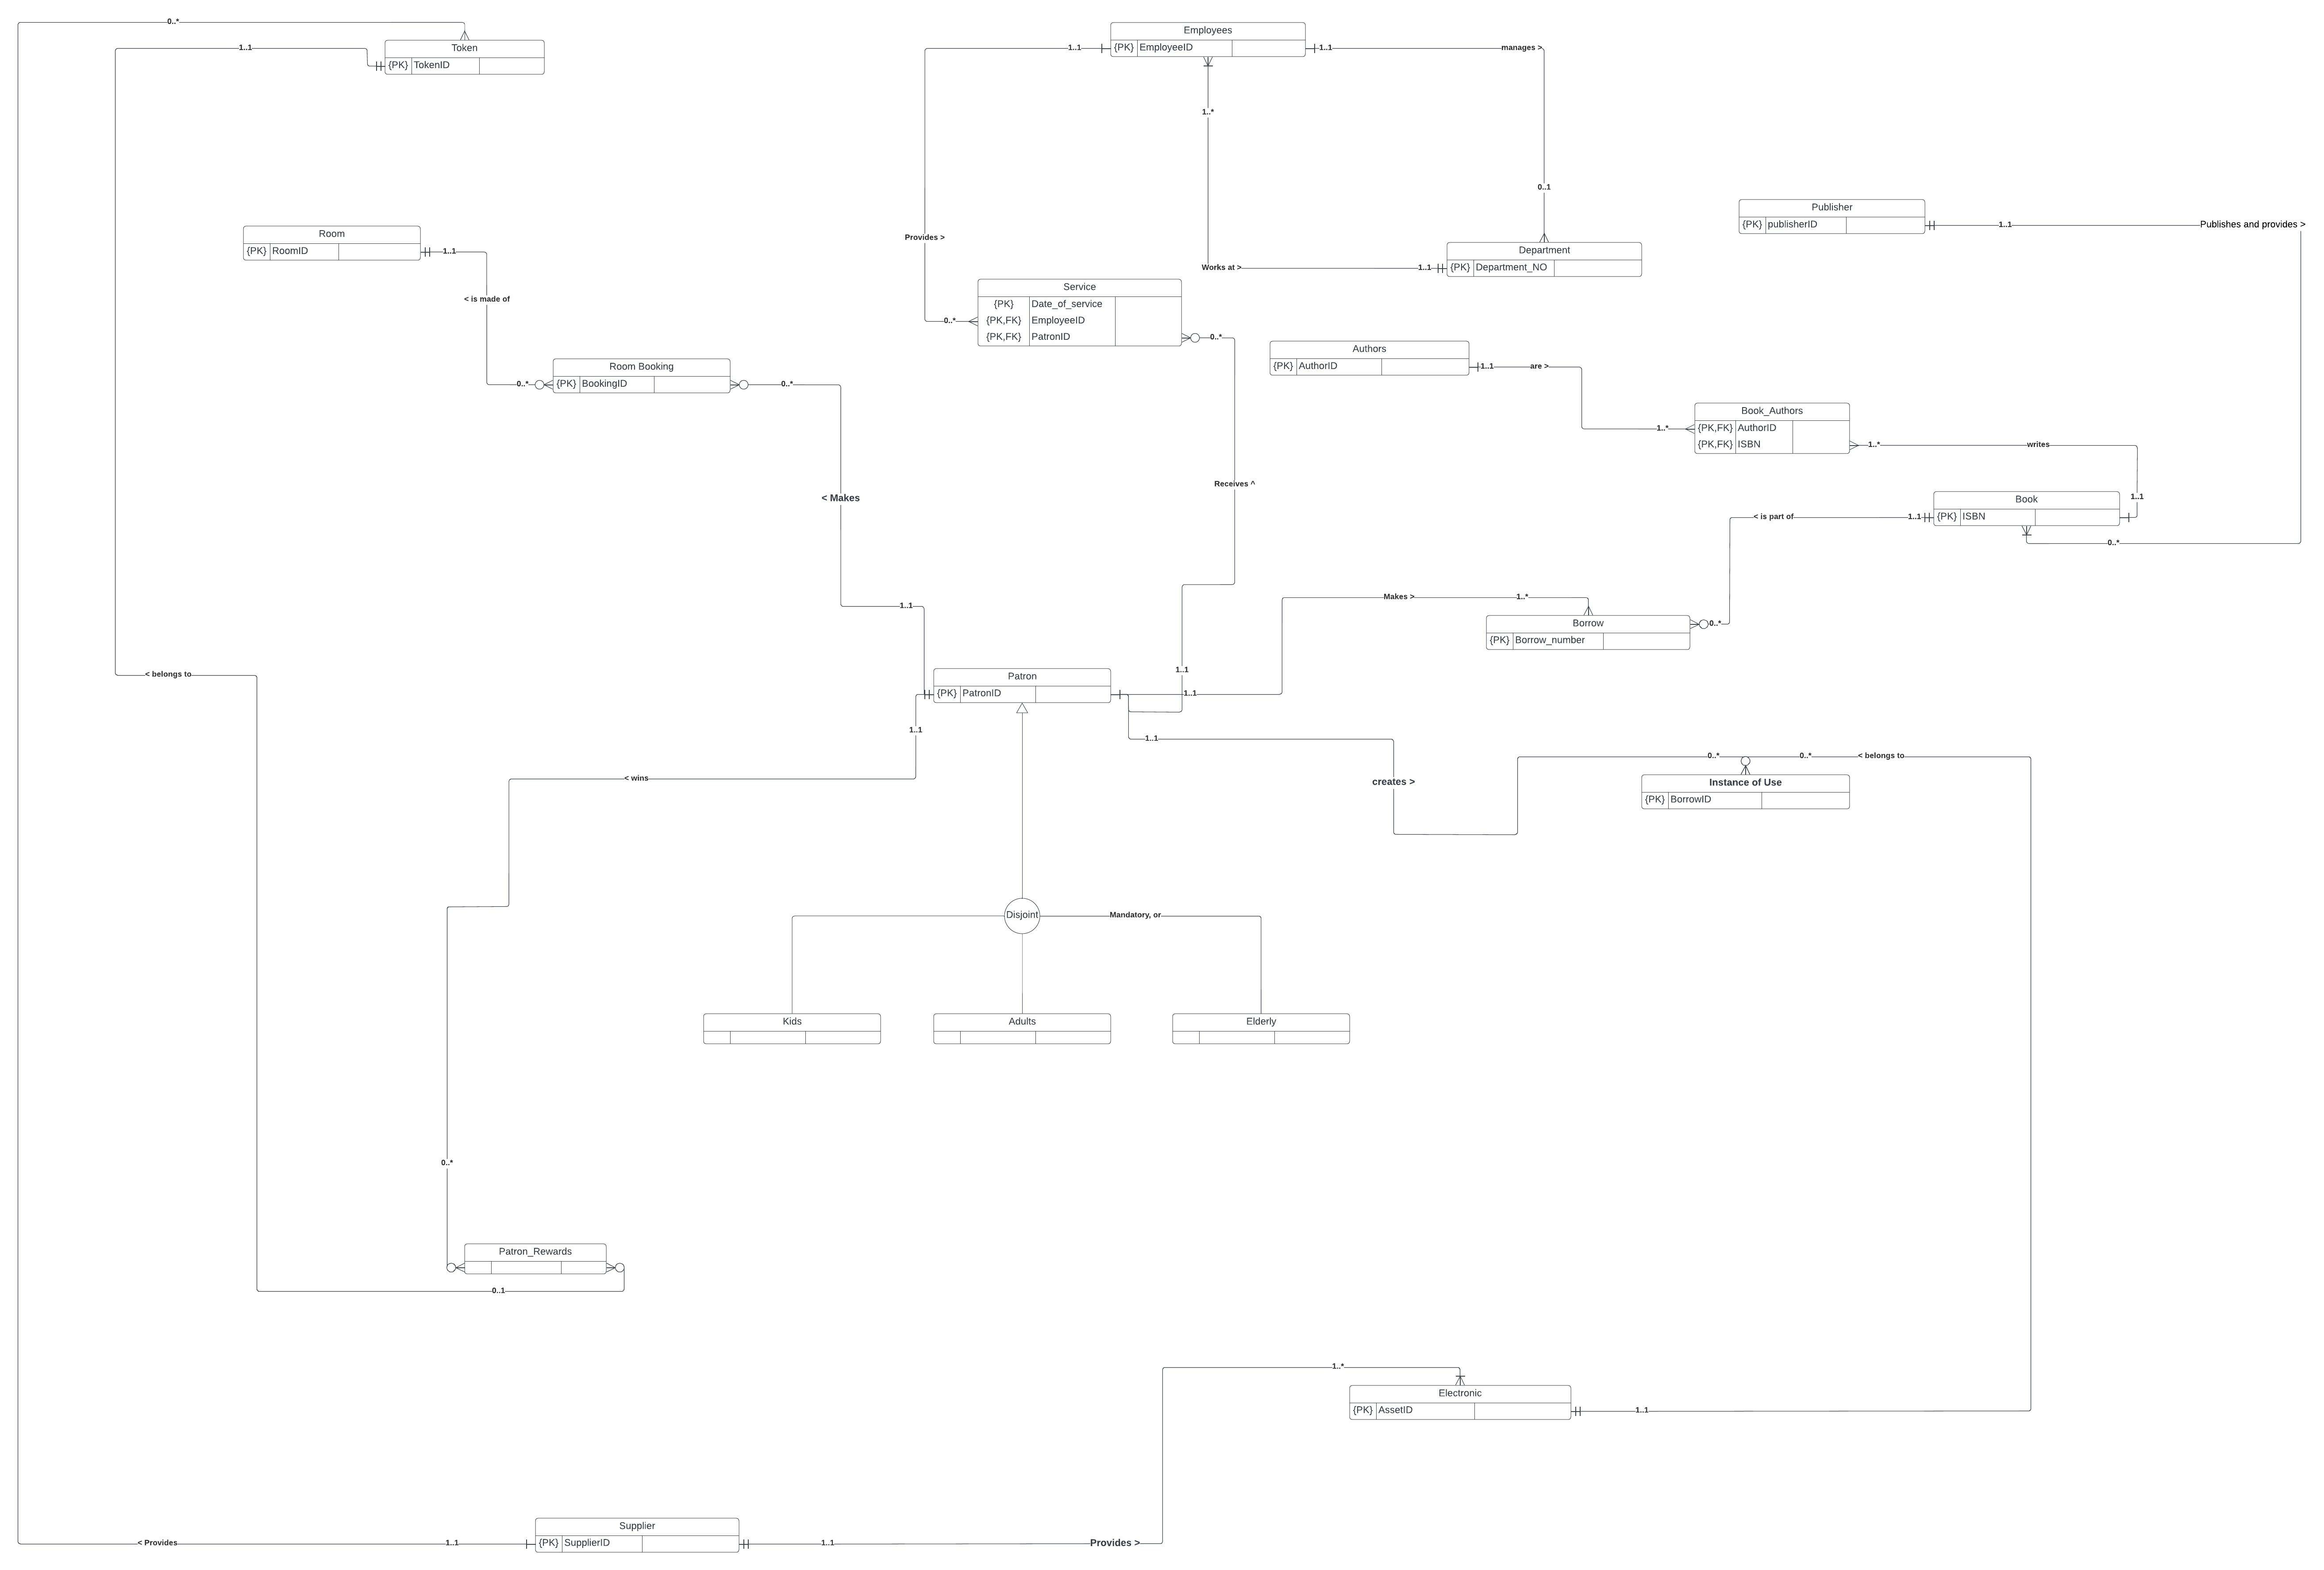 0..*
Employees
{PK} EmployeeID
1..1
1..1
manages >
1..1
Token
{PK} TokenID
1..*
0..1
Publisher
{PK} publisherID
1..1
Publishes and provides >
Room
{PK} RoomID
1..1
Provides >
Department
{PK} Department_NO
Works at >
1..1
Service
{PK} Date_of_service
{PK,FK} EmployeeID
{PK,FK} PatronID
< is made of
0..*
0..*
Authors
{PK} AuthorID
1..1
are >
Room Booking
{PK} BookingID
0..*
0..*
Book_Authors
{PK,FK} AuthorID
{PK,FK} ISBN
1..*
1..*
writes
Receives ^
< Makes
1..1
Book
{PK} ISBN
< is part of
1..1
0..*
Makes >
1..*
1..1
Borrow
{PK} Borrow_number
0..*
< belongs to
1..1
Patron
{PK} PatronID
1..1
1..1
1..1
0..*
0..*
< belongs to
< wins
creates >
Instance of Use
{PK} BorrowID
Disjoint
Mandatory, or
Kids
Adults
Elderly
0..*
Patron_Rewards
0..1
1..*
Electronic
{PK} AssetID
1..1
Supplier
{PK} SupplierID
< Provides
1..1
1..1
Provides >